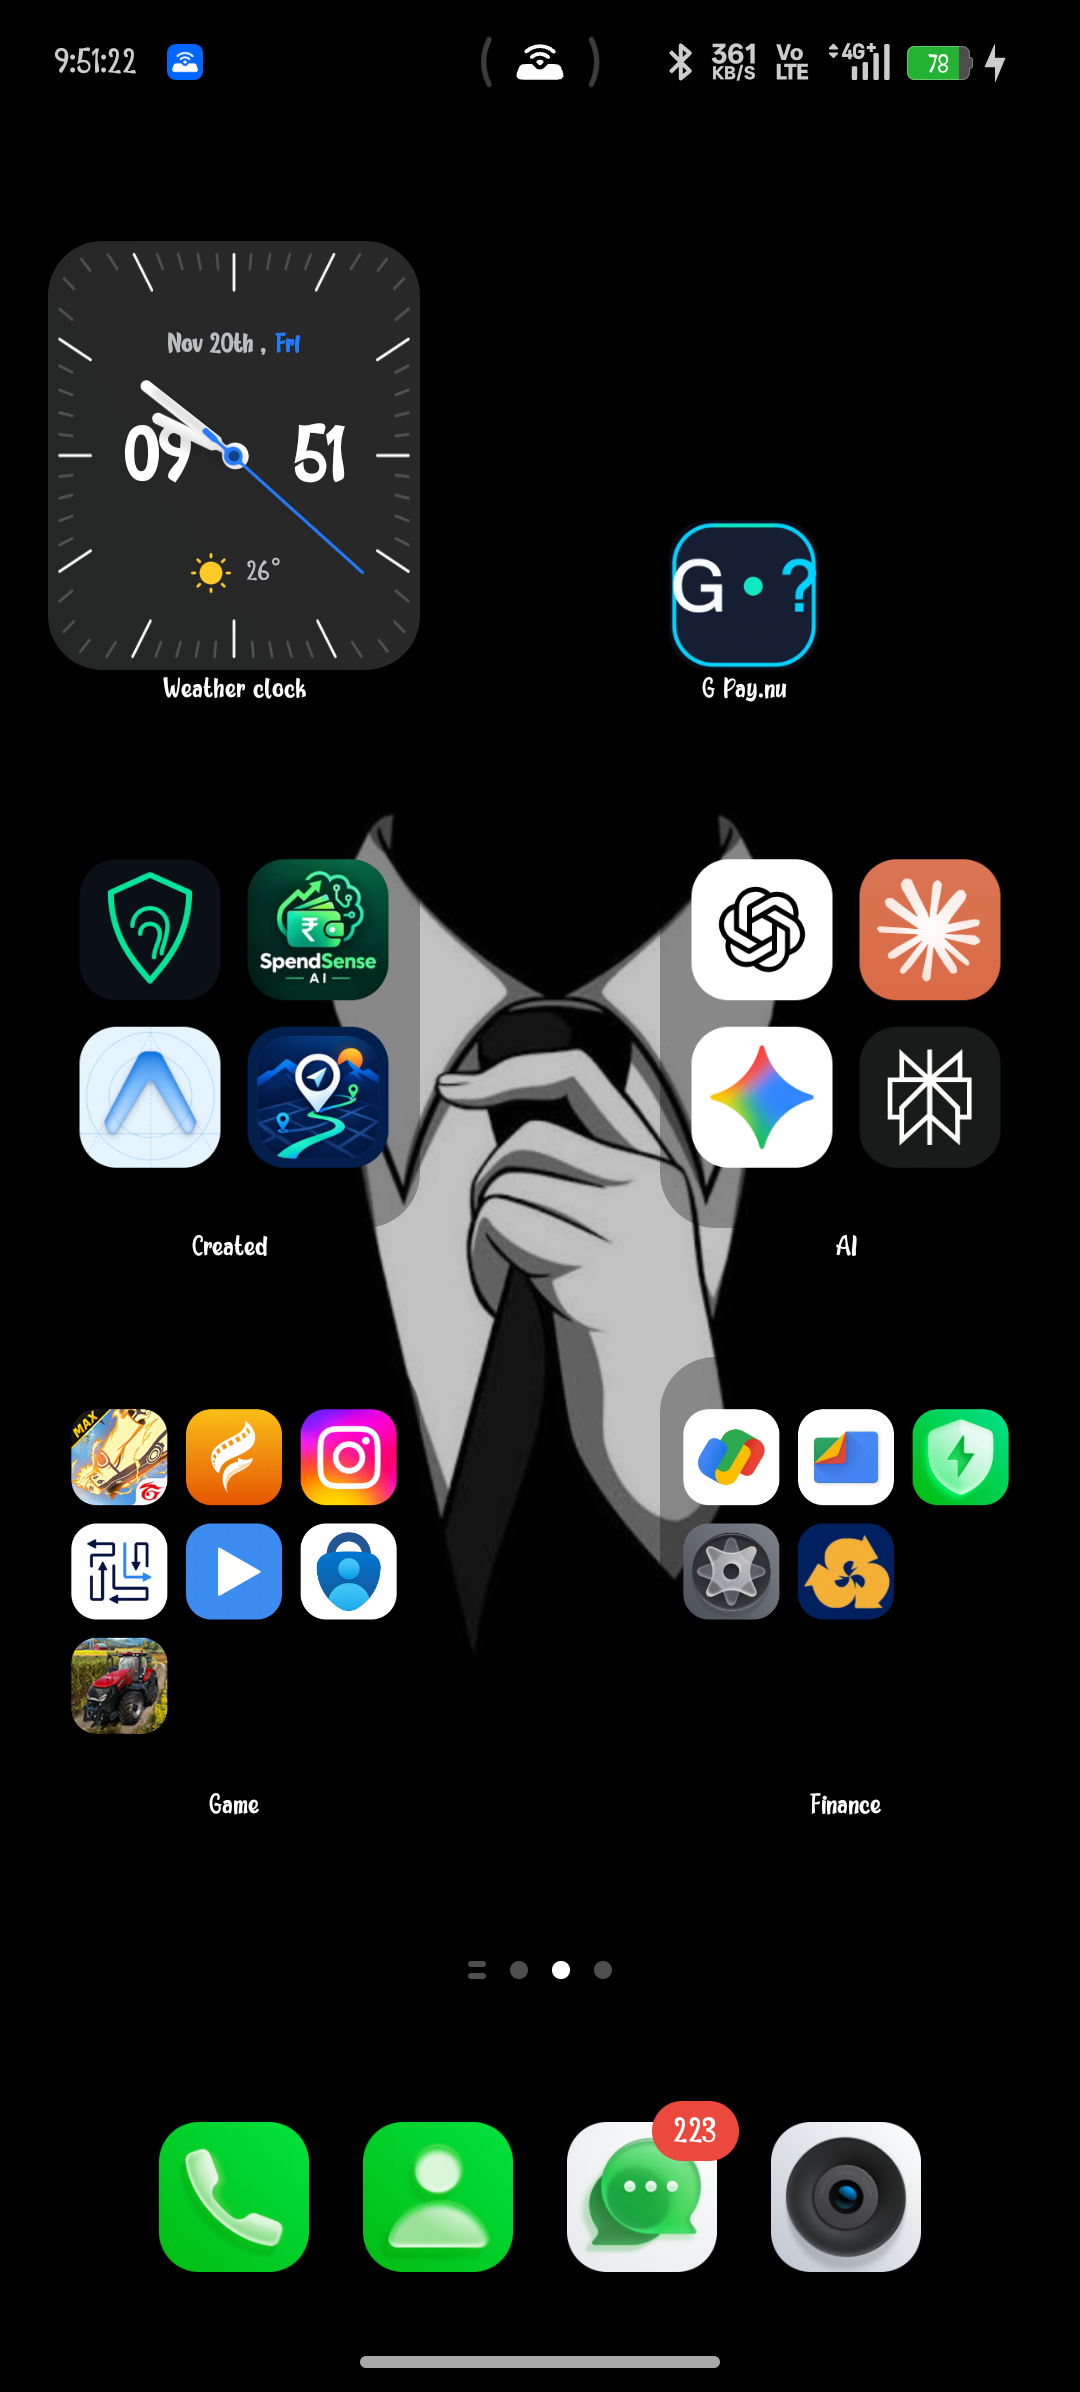 9:51:22
361
KB/S
Vo
LTE
4G+
78
Nov 20th , Fri
09 51
26°
Weather clock
G • ?
G Pay.nu
₹
SpendSense
AI
Created
AI
MAX
Game
Finance
223